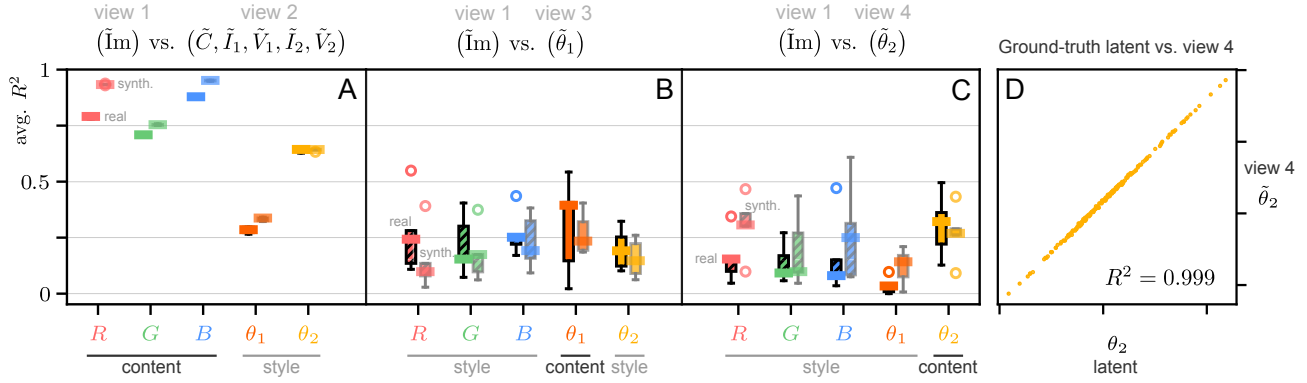 view 1 view 2
(Ĩm) vs. (C̃, Ĩ₁, Ṽ₁, Ĩ₂, Ṽ₂)
view 1 view 3
(Ĩm) vs. (θ̃₁)
view 1 view 4
(Ĩm) vs. (θ̃₂)
Ground-truth latent vs. view 4
avg. R²
1
0.5
0
A
synth.
real
R G B θ₁ θ₂
content style
B
real
synth.
R G B θ₁ θ₂
style content style
C
synth.
real
R G B θ₁ θ₂
style content
D
R² = 0.999
view 4
θ̃₂
θ₂
latent